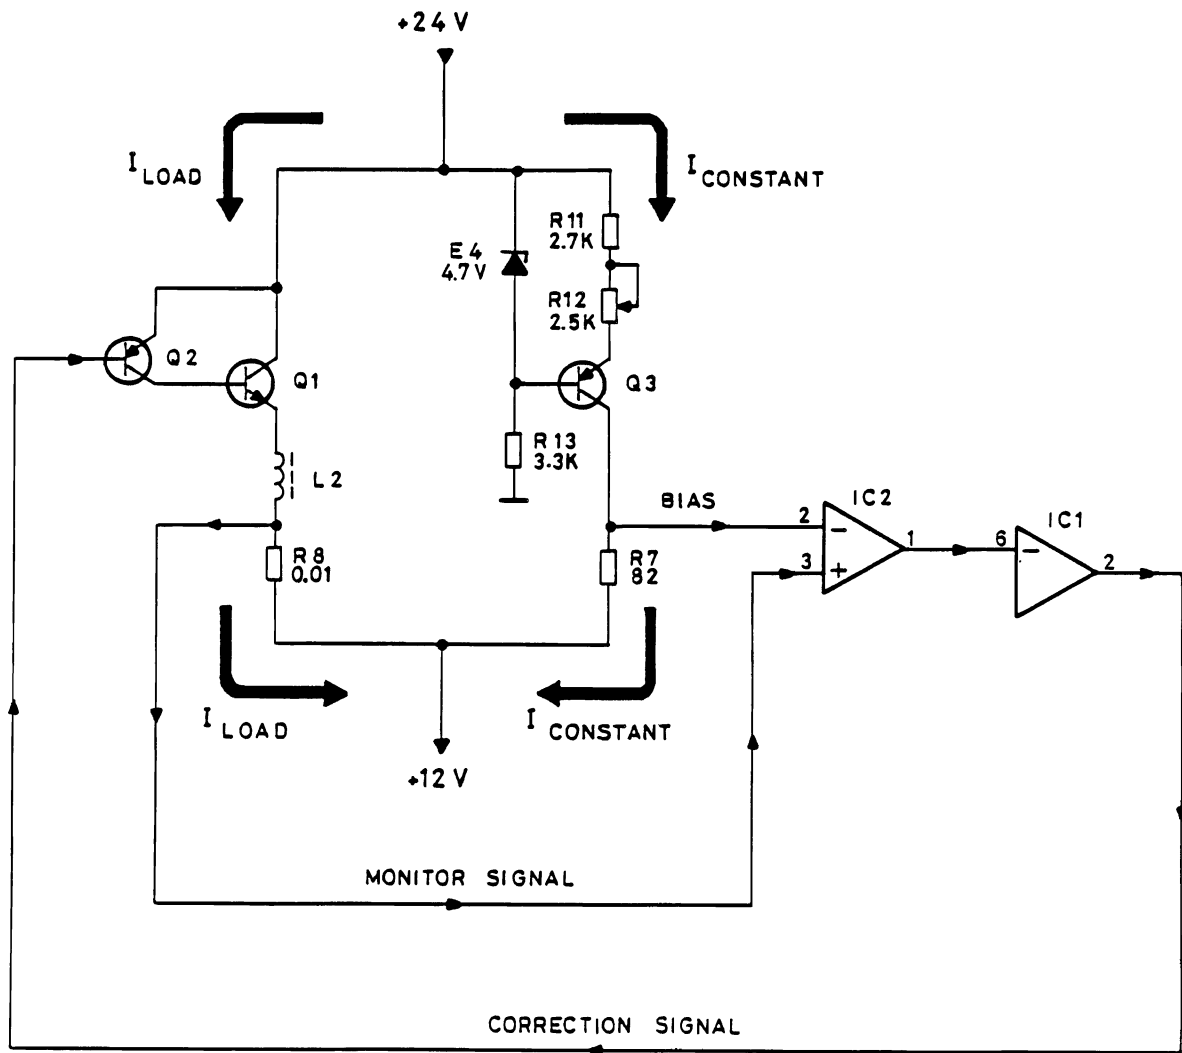 +24 V
I LOAD
I CONSTANT
R11
2.7K
E4
4.7V
R12
2.5K
Q2
Q1
Q3
R13
3.3K
L2
BIAS
IC2
IC1
2
-
1
6
-
2
3
+
R8
0.01
R7
82
I LOAD
I CONSTANT
+12 V
MONITOR SIGNAL
CORRECTION SIGNAL